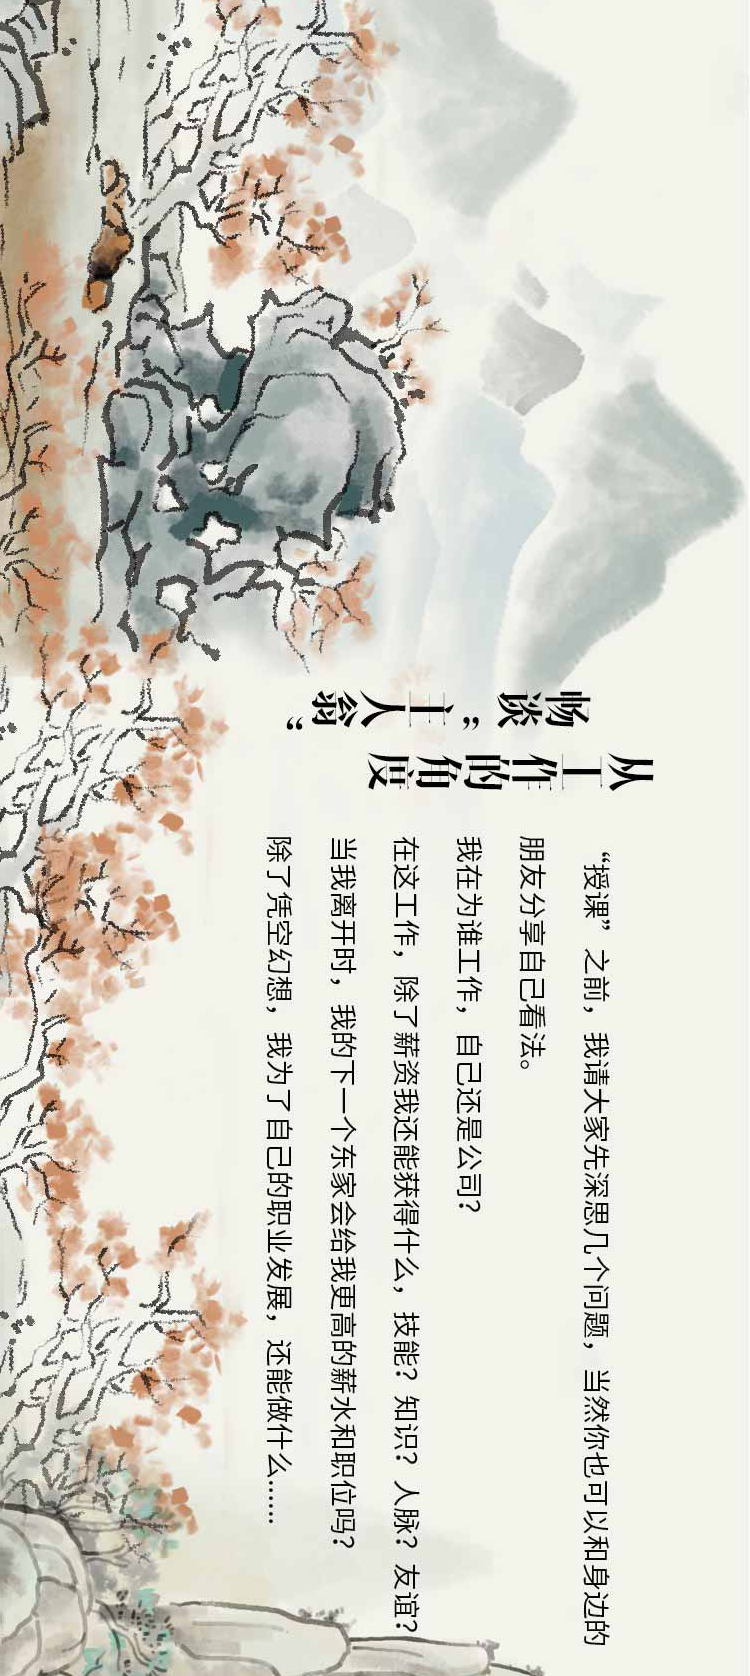 从工作的角度
畅谈“主人翁”
“授课”之前，我请大家先深思几个问题，当然你也可以和身边的
朋友分享自己看法。
我在为谁工作，自己还是公司？
在这工作，除了薪资我还能获得什么，技能？知识？人脉？友谊？
当我离开时，我的下一个东家会给我更高的薪水和职位吗？
除了凭空幻想，我为了自己的职业发展，还能做什么……